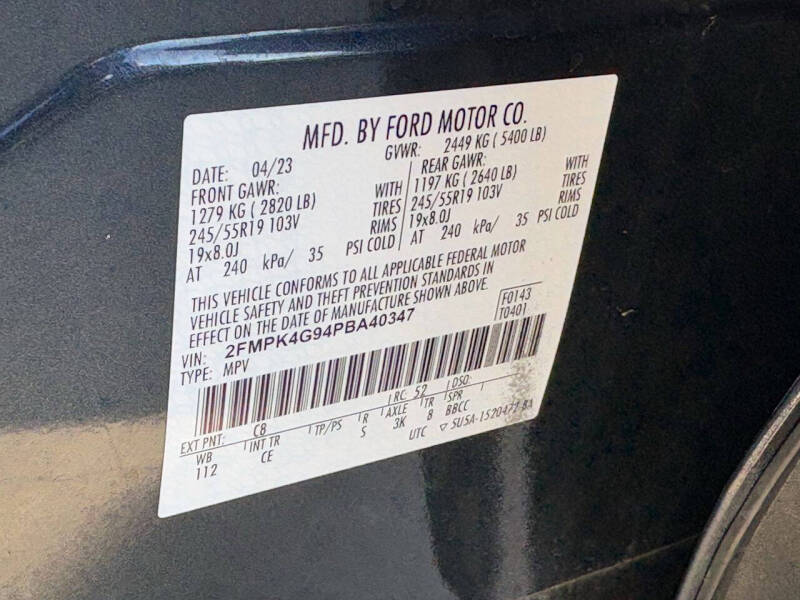 MFD. BY FORD MOTOR CO.
DATE: 04/23 GVWR: 2449 KG ( 5400 LB)
FRONT GAWR: REAR GAWR:
1279 KG ( 2820 LB) WITH 1197 KG ( 2640 LB) WITH
245/55R19 103V TIRES 245/55R19 103V TIRES
19x8.0J RIMS 19x8.0J RIMS
AT 240 kPa/ 35 PSI COLD AT 240 kPa/ 35 PSI COLD
THIS VEHICLE CONFORMS TO ALL APPLICABLE FEDERAL MOTOR
VEHICLE SAFETY AND THEFT PREVENTION STANDARDS IN
EFFECT ON THE DATE OF MANUFACTURE SHOWN ABOVE.
F0143
T0401
VIN: 2FMPK4G94PBA40347
TYPE: MPV
EXT PNT: C8 RC: 52 DSO:
WB INT TR TP/PS R AXLE TR SPR
112 CE S 3K 8 BBCC
UTC